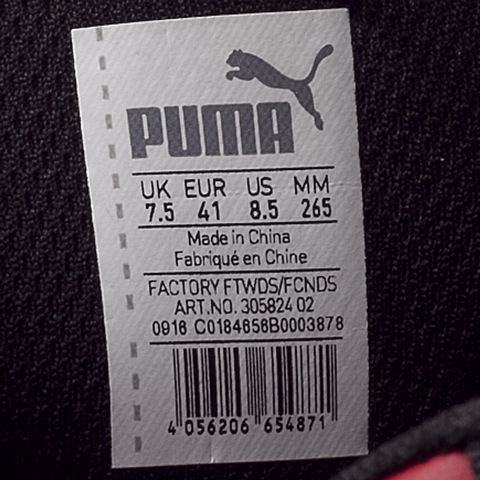 PUMA
UK EUR US MM
7.5 41 8.5 265
Made in China
Fabriqué en Chine
FACTORY FTWDS/FCNDS
ART.NO. 305824 02
0918 C0184658B0003878
4 056206 654871